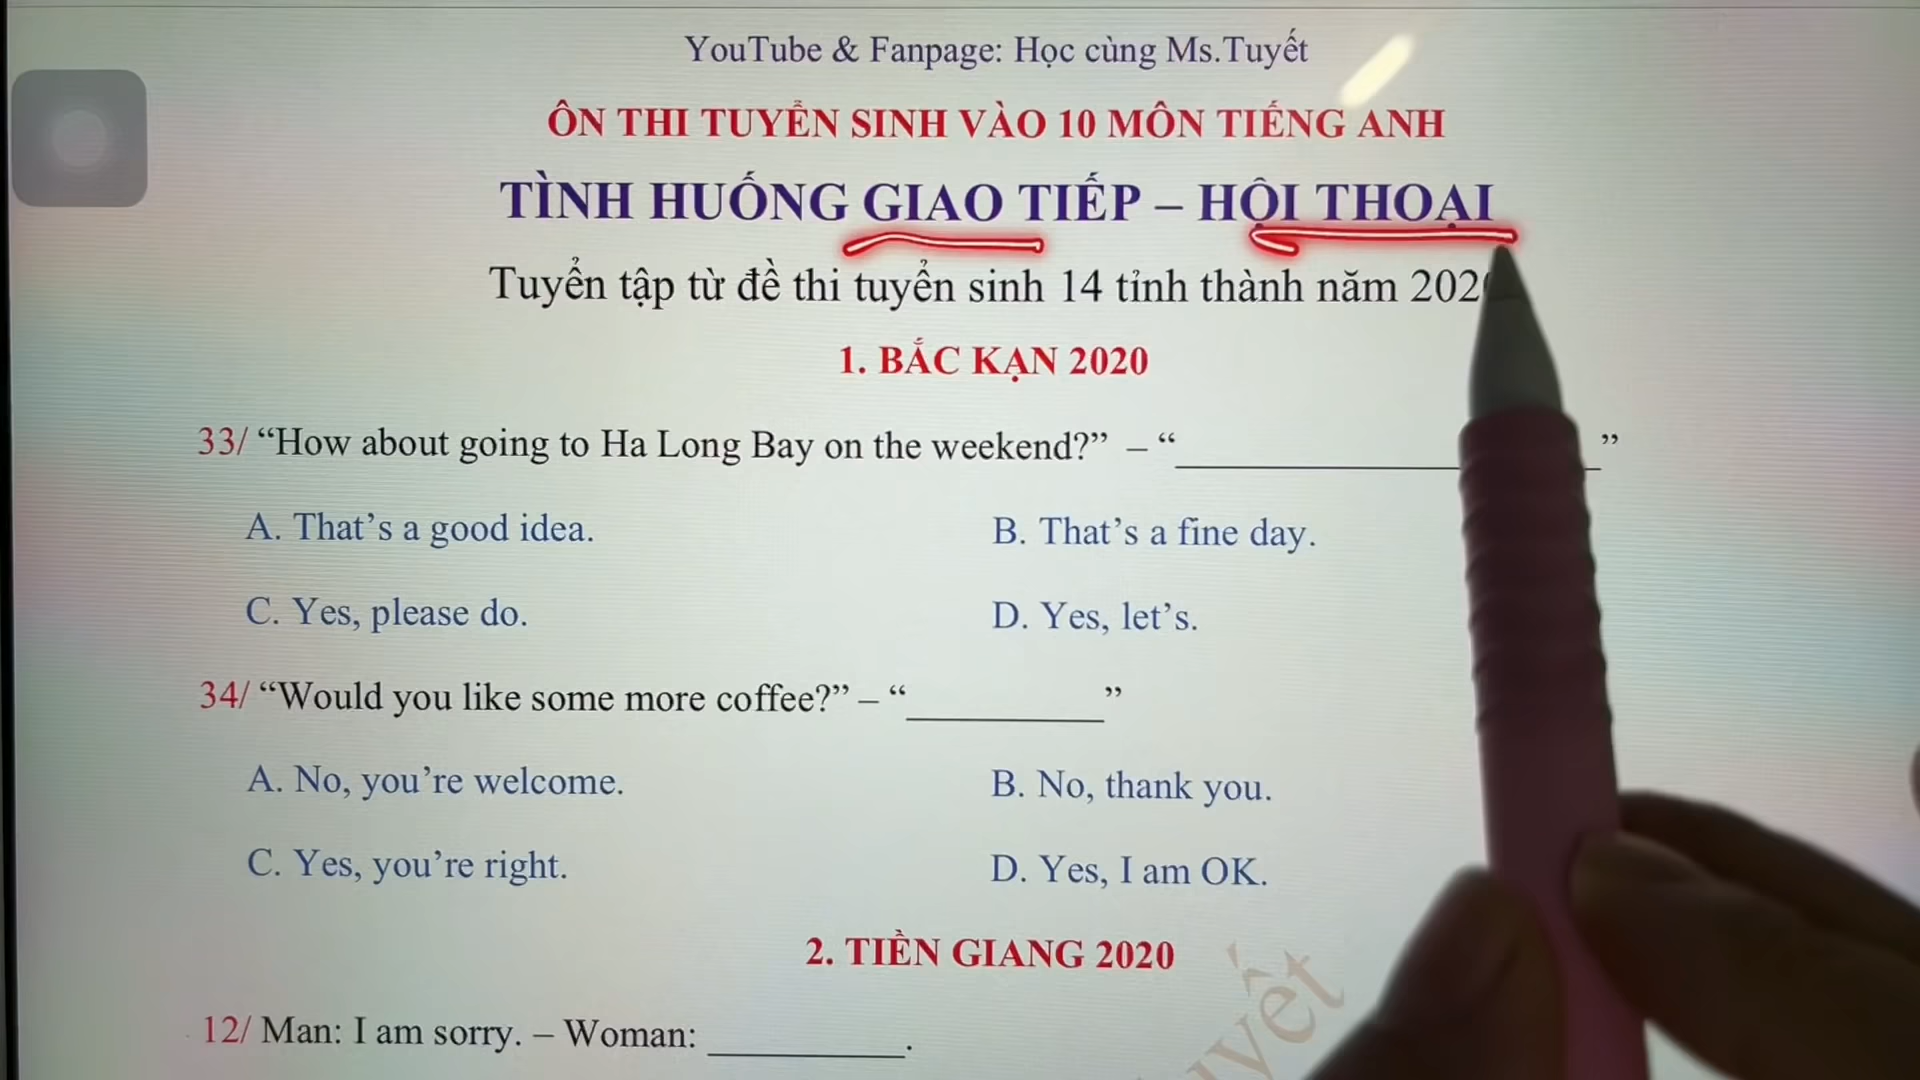 YouTube & Fanpage: Học cùng Ms.Tuyết
ÔN THI TUYỂN SINH VÀO 10 MÔN TIẾNG ANH
TÌNH HUỐNG GIAO TIẾP – HỘI THOẠI
Tuyển tập từ đề thi tuyển sinh 14 tỉnh thành năm
1. BẮC KẠN 2020
33/ “How about going to Ha Long Bay on the weekend?” – “____________________”
A. That’s a good idea.
B. That’s a fine day.
C. Yes, please do.
D. Yes, let’s.
34/ “Would you like some more coffee?” – “__________”
A. No, you’re welcome.
B. No, thank you.
C. Yes, you’re right.
D. Yes, I am OK.
2. TIỀN GIANG 2020
12/ Man: I am sorry. – Woman: __________.